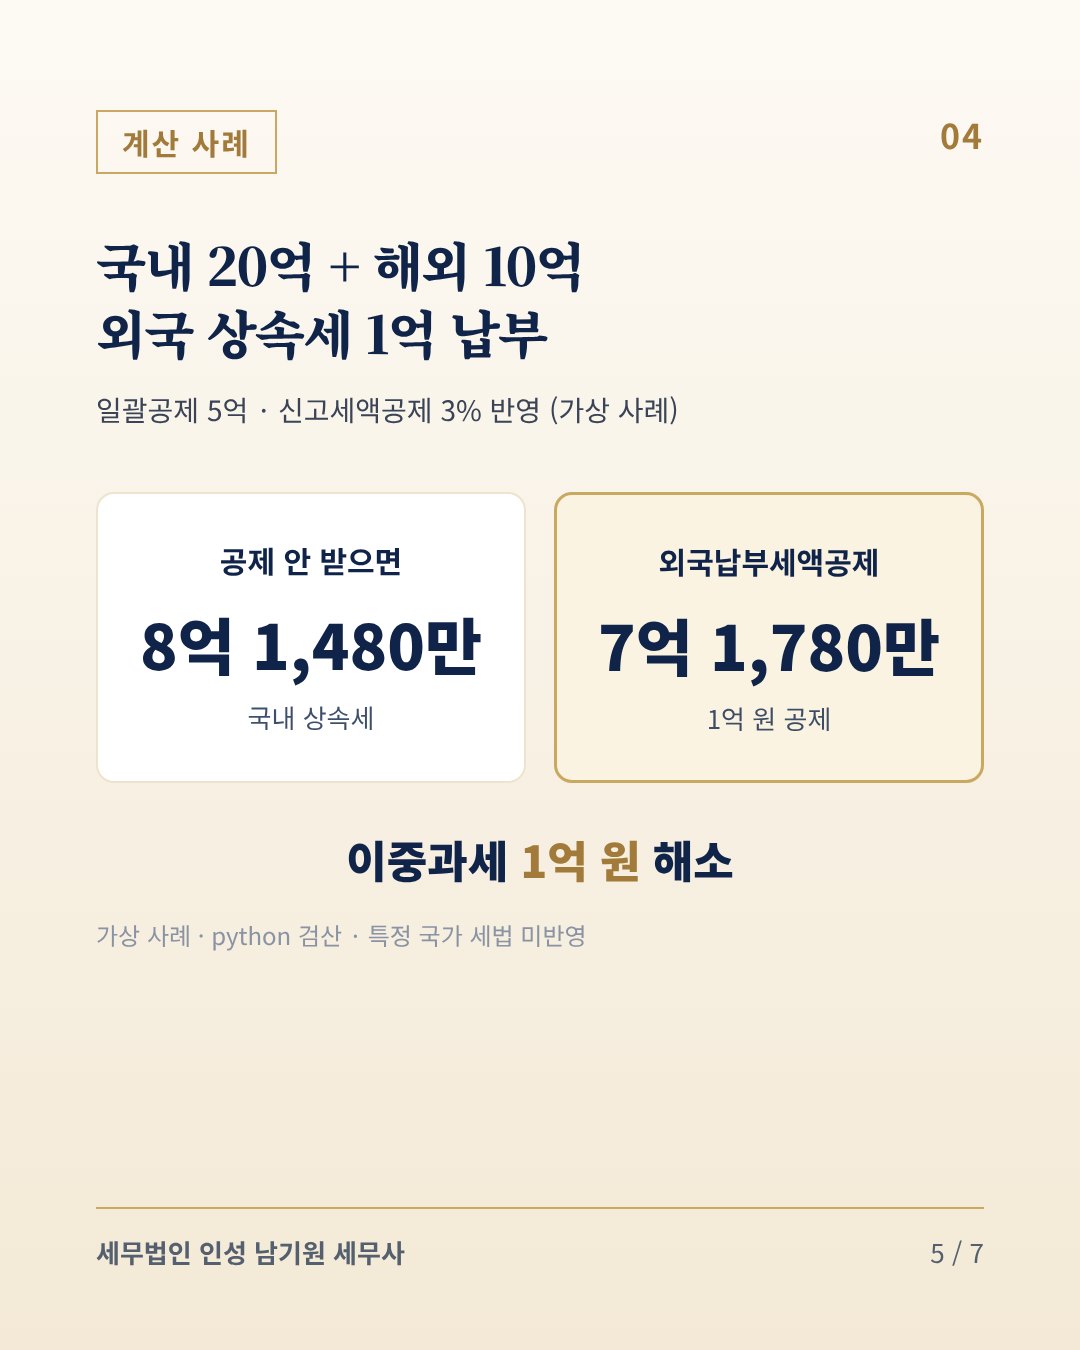 계산 사례
04
국내 20억 + 해외 10억
외국 상속세 1억 납부
일괄공제 5억 · 신고세액공제 3% 반영 (가상 사례)
공제 안 받으면
8억 1,480만
국내 상속세
외국납부세액공제
7억 1,780만
1억 원 공제
이중과세 1억 원 해소
가상 사례 · python 검산 · 특정 국가 세법 미반영
세무법인 인성 남기원 세무사
5 / 7